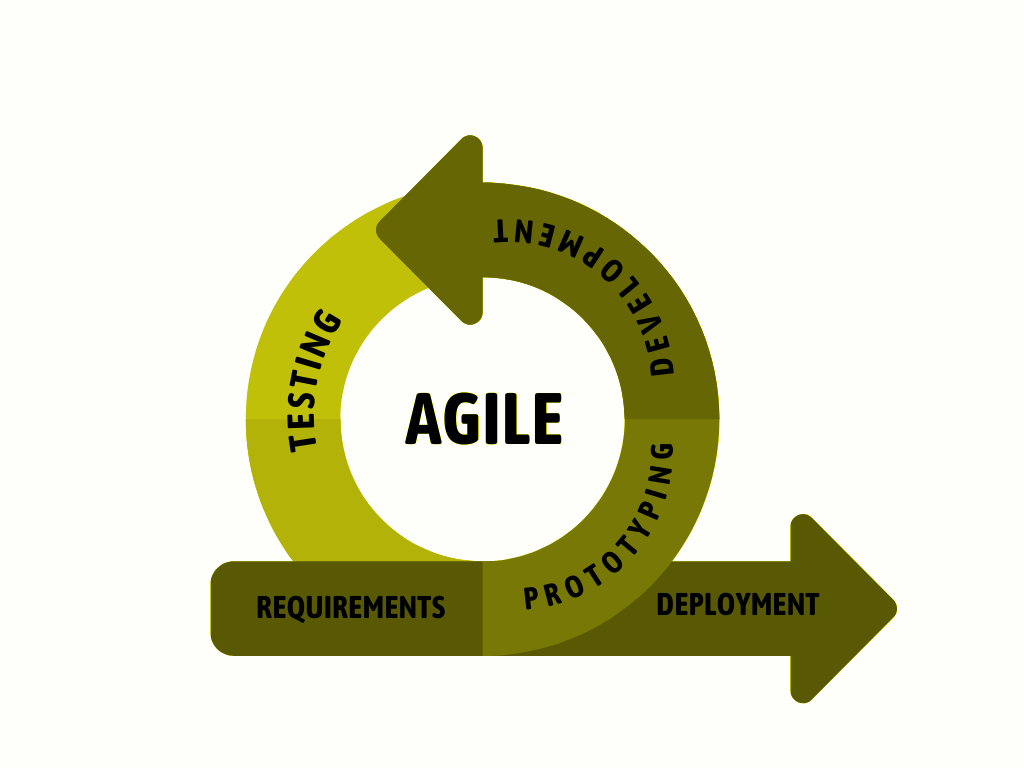 DEVELOPMENT
TESTING
AGILE
PROTOTYPING
REQUIREMENTS
DEPLOYMENT